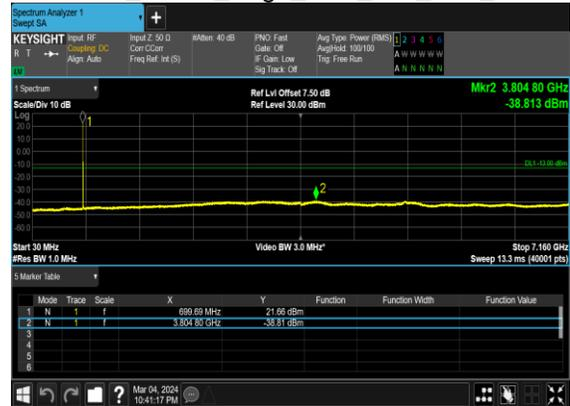 Spectrum Analyzer 1
Swept SA
+
KEYSIGHT Input: RF Input Z: 50 Ω #Atten: 40 dB PNO: Fast Avg Type: Power (RMS) 1 2 3 4 5 6
R T Coupling: DC Corr CCorr Gate: Off Avg|Hold: 100/100 A W W W W W
Align: Auto Freq Ref: Int (S) IF Gain: Low Trig: Free Run
LXI Sig Track: Off A N N N N N
1 Spectrum Ref Lvl Offset 7.50 dB Mkr2 3.804 80 GHz
Scale/Div 10 dB Ref Level 30.00 dBm -38.813 dBm
Log
20.0
10.0
0.00
-10.0
-20.0
-30.0
-40.0
-50.0
-60.0
1
DL1 -13.00 dBm
2
Start 30 MHz Video BW 3.0 MHz* Stop 7.160 GHz
#Res BW 1.0 MHz Sweep 13.3 ms (40001 pts)
5 Marker Table
Mode Trace Scale X Y Function Function Width Function Value
1 N 1 f 699.69 MHz 21.66 dBm
2 N 1 f 3.804 80 GHz -38.81 dBm
3
4
5
6
? Mar 04, 2024
10:41:17 PM